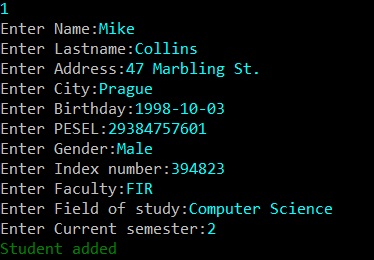 1
Enter Name:Mike
Enter Lastname:Collins
Enter Address:47 Marbling St.
Enter City:Prague
Enter Birthday:1998-10-03
Enter PESEL:29384757601
Enter Gender:Male
Enter Index number:394823
Enter Faculty:FIR
Enter Field of study:Computer Science
Enter Current semester:2
Student added